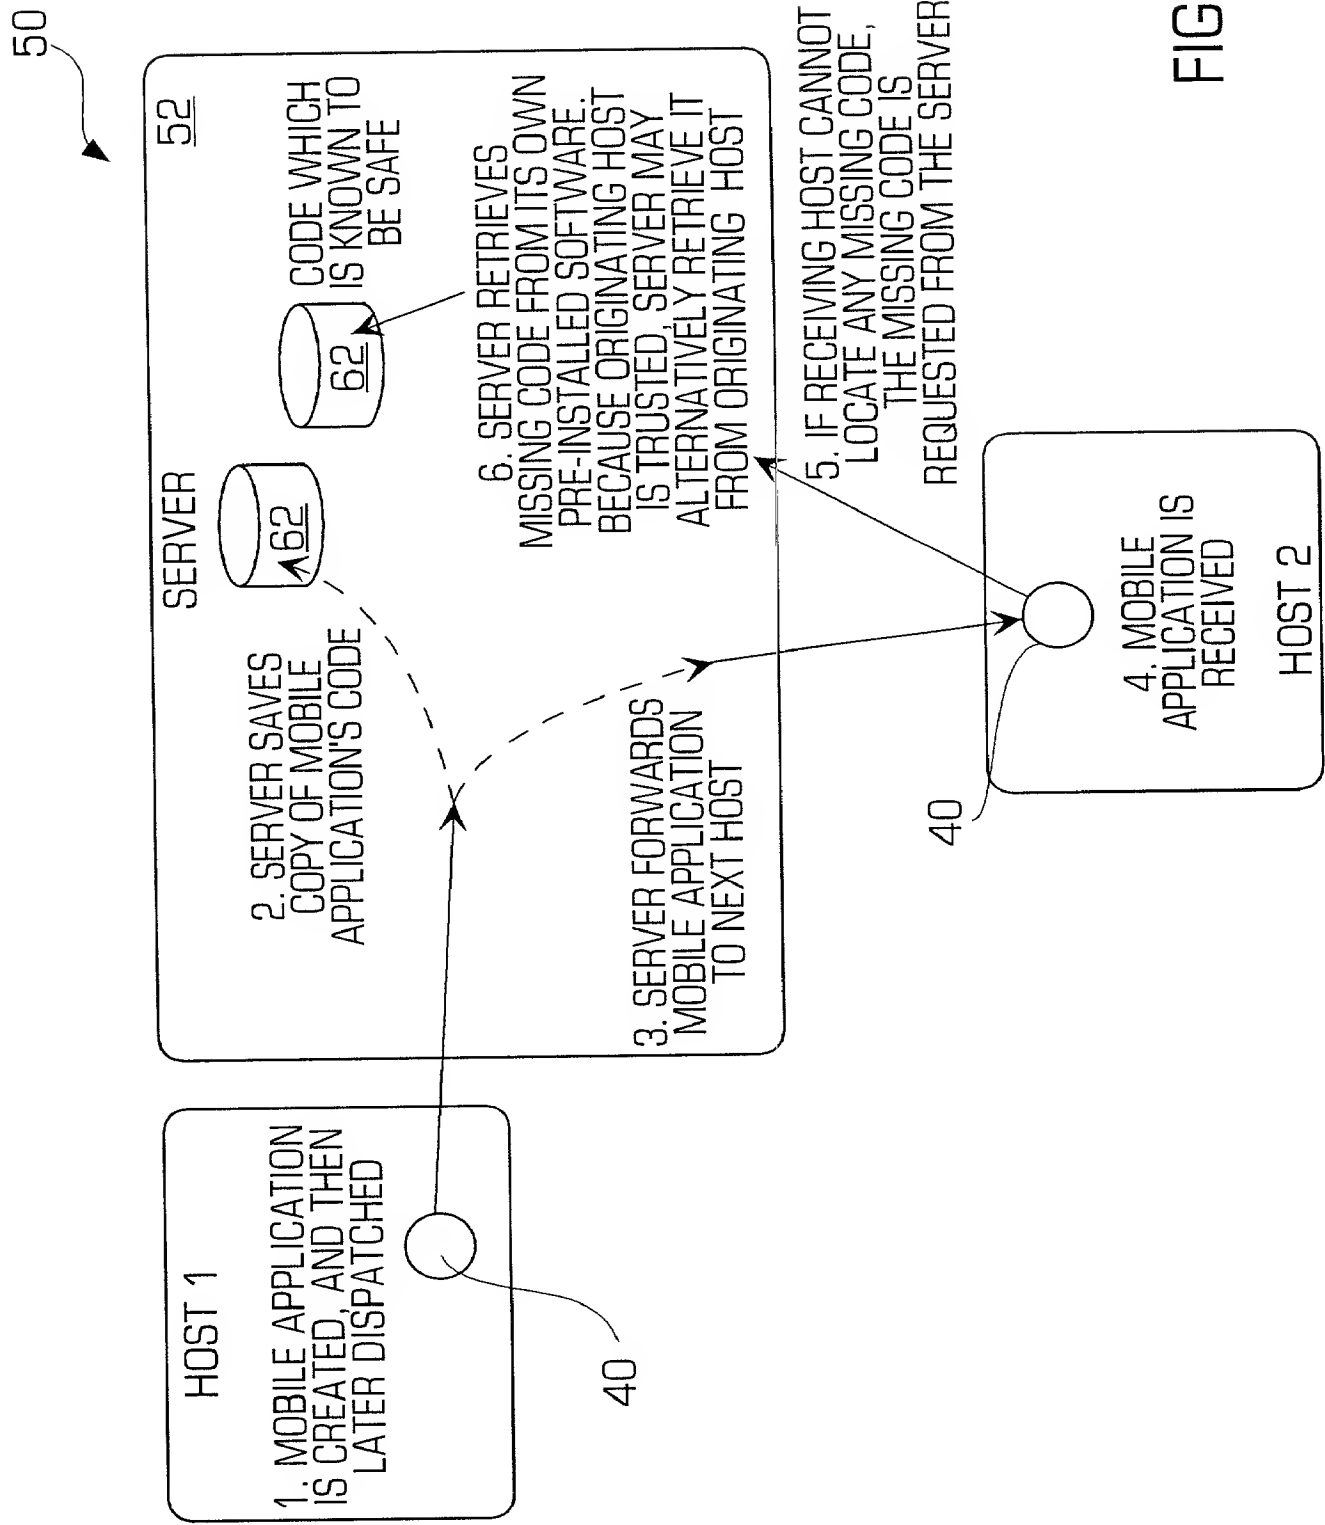 50
HOST 1
1. MOBILE APPLICATION
IS CREATED, AND THEN
LATER DISPATCHED
40
SERVER
52
2. SERVER SAVES
COPY OF MOBILE
APPLICATION'S CODE
62
62
CODE WHICH
IS KNOWN TO
BE SAFE
3. SERVER FORWARDS
MOBILE APPLICATION
TO NEXT HOST
6. SERVER RETRIEVES
MISSING CODE FROM ITS OWN
PRE-INSTALLED SOFTWARE.
BECAUSE ORIGINATING HOST
IS TRUSTED, SERVER MAY
ALTERNATIVELY RETRIEVE IT
FROM ORIGINATING HOST
5. IF RECEIVING HOST CANNOT
LOCATE ANY MISSING CODE,
THE MISSING CODE IS
REQUESTED FROM THE SERVER
40
4. MOBILE
APPLICATION IS
RECEIVED
HOST 2
FIG